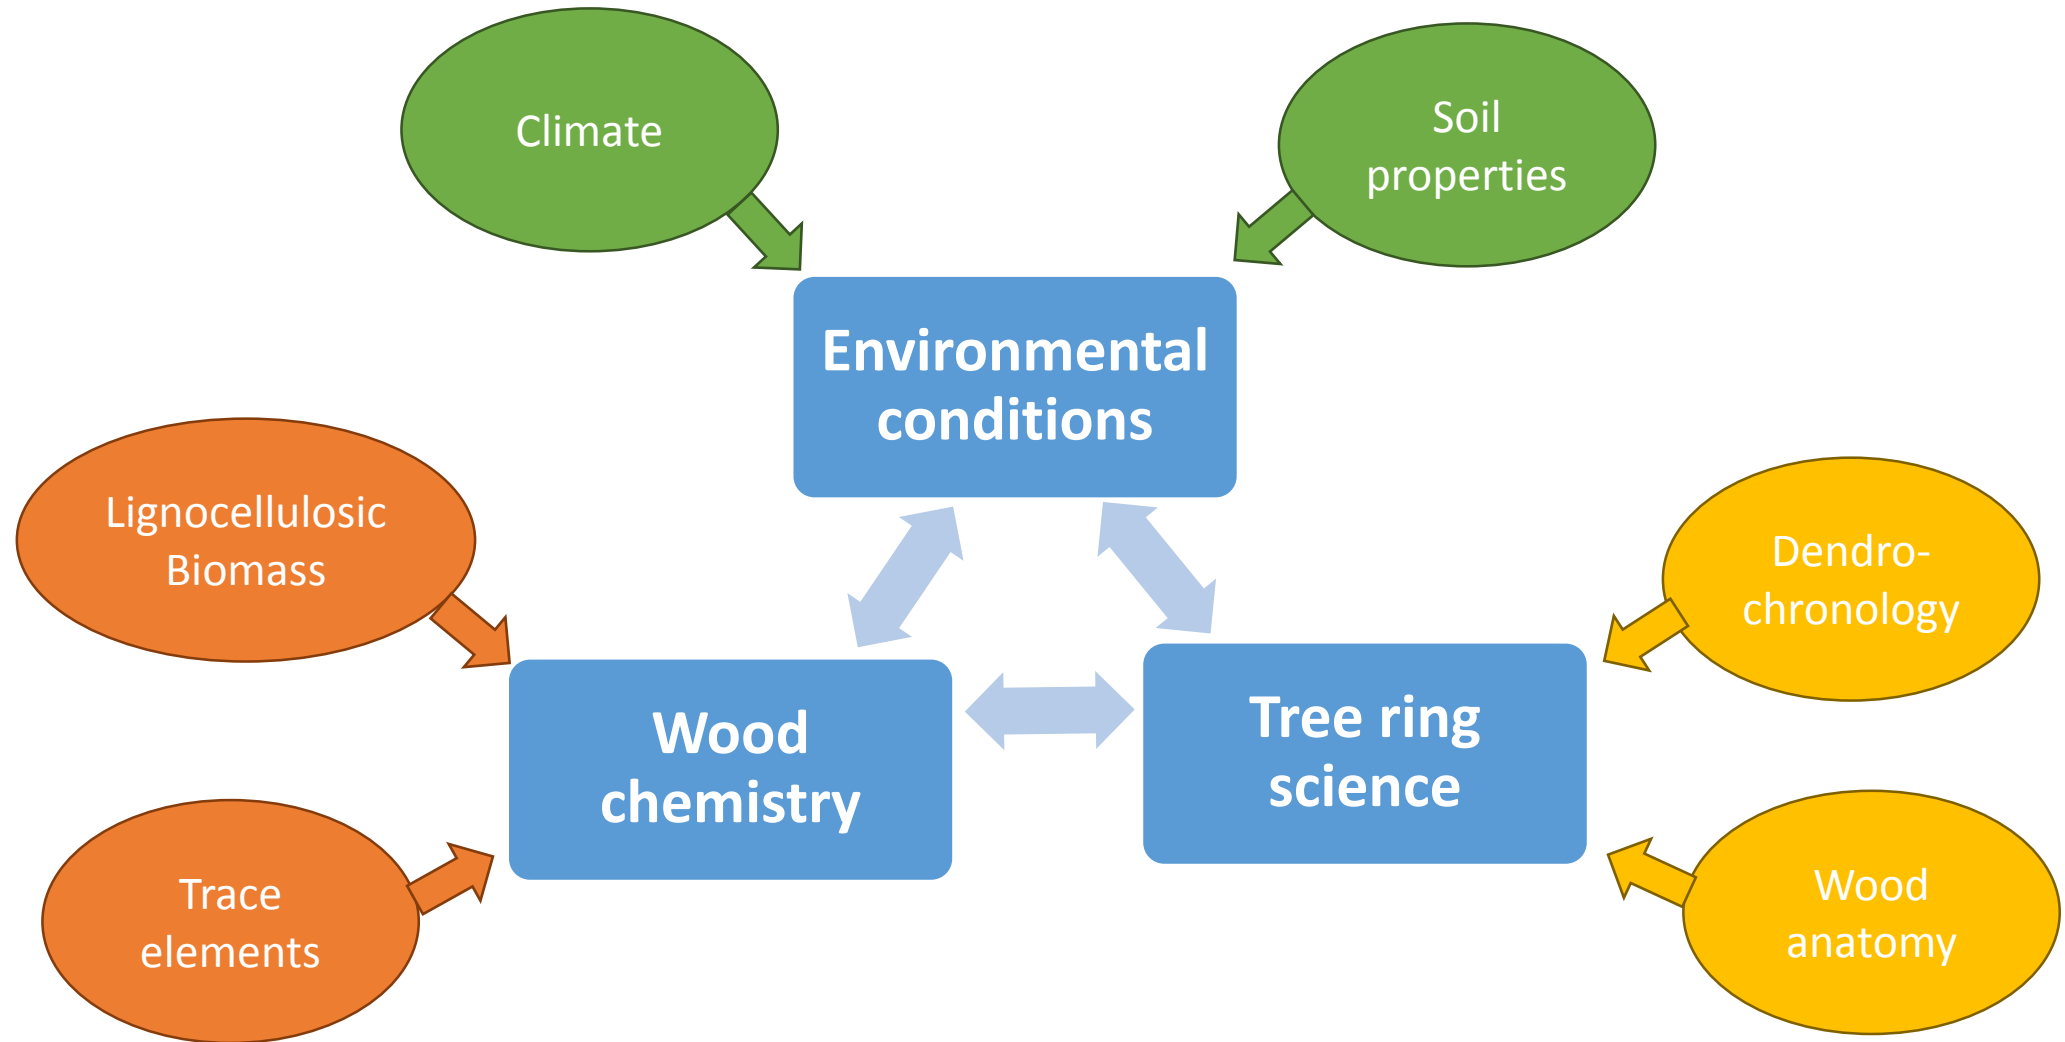 Climate
Soil
properties
Environmental
conditions
Lignocellulosic
Biomass
Dendro-
chronology
Wood
chemistry
Tree ring
science
Trace
elements
Wood
anatomy